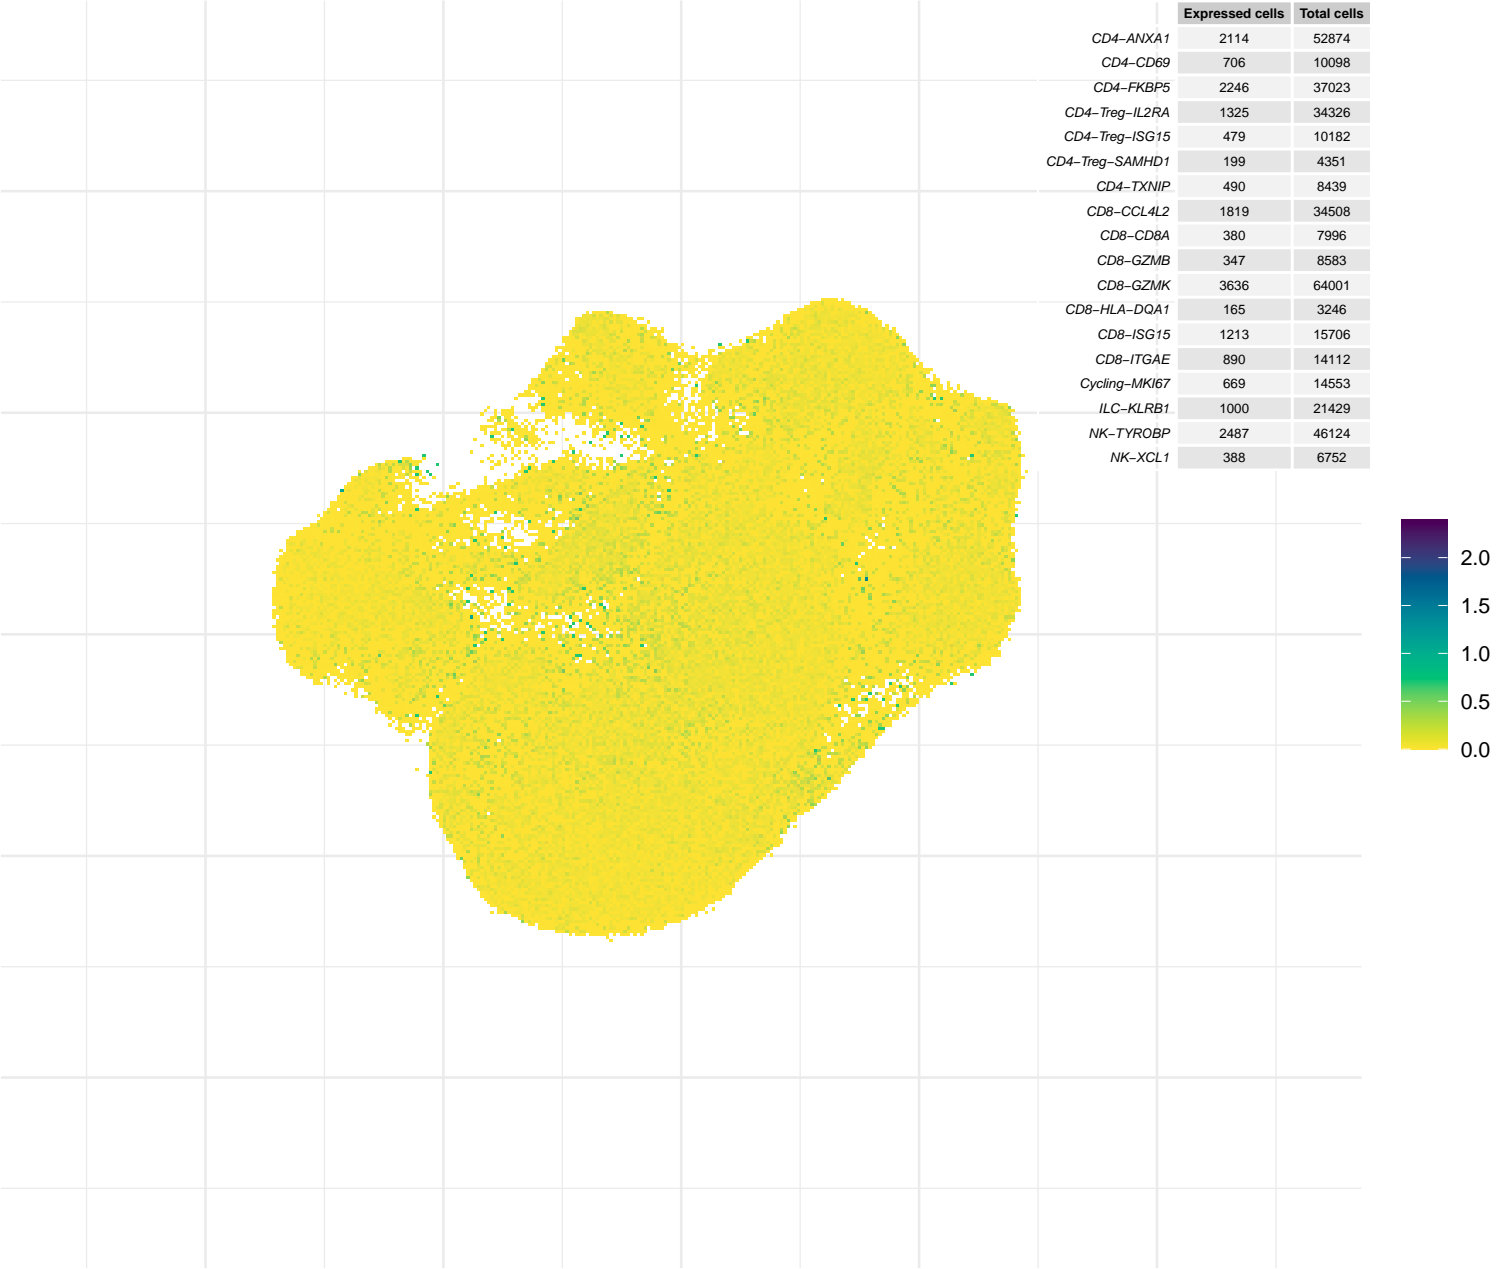 Expressed cells Total cells
CD4−ANXA1 2114 52874
CD4−CD69 706 10098
CD4−FKBP5 2246 37023
CD4−Treg−IL2RA 1325 34326
CD4−Treg−ISG15 479 10182
CD4−Treg−SAMHD1 199 4351
CD4−TXNIP 490 8439
CD8−CCL4L2 1819 34508
CD8−CD8A 380 7996
CD8−GZMB 347 8583
CD8−GZMK 3636 64001
CD8−HLA−DQA1 165 3246
CD8−ISG15 1213 15706
CD8−ITGAE 890 14112
Cycling−MKI67 669 14553
ILC−KLRB1 1000 21429
NK−TYROBP 2487 46124
NK−XCL1 388 6752
2.0
1.5
1.0
0.5
0.0